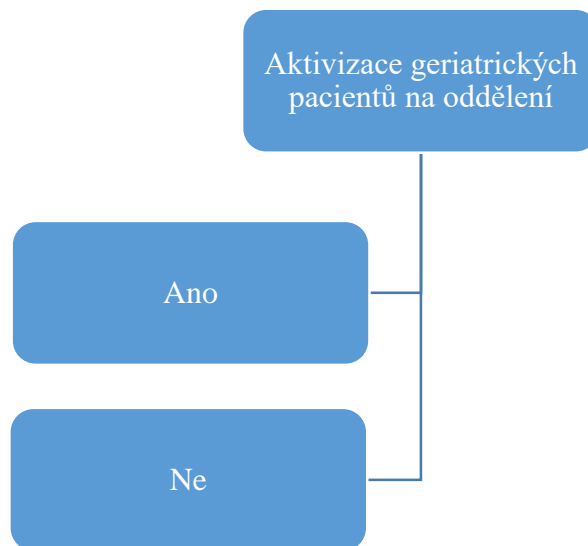 Aktivizace geriatrických
pacientů na oddělení
Ano
Ne